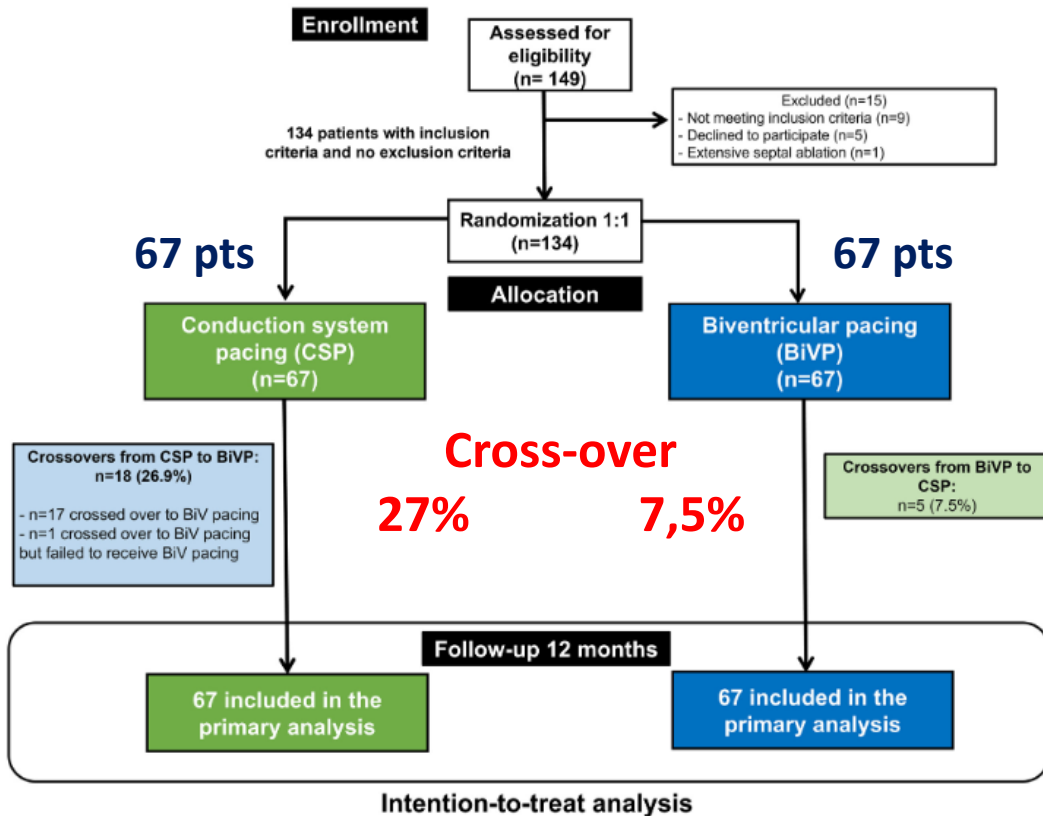 Enrollment
Assessed for
eligibility
(n= 149)
Excluded (n=15)
- Not meeting inclusion criteria (n=9)
- Declined to participate (n=5)
- Extensive septal ablation (n=1)
134 patients with inclusion
criteria and no exclusion criteria
Randomization 1:1
(n=134)
67 pts
67 pts
Allocation
Conduction system
pacing (CSP)
(n=67)
Biventricular pacing
(BiVP)
(n=67)
Crossovers from CSP to BiVP:
n=18 (26.9%)
- n=17 crossed over to BiV pacing
- n=1 crossed over to BiV pacing
but failed to receive BiV pacing
Cross-over
27%
7,5%
Crossovers from BiVP to
CSP:
n=5 (7.5%)
Follow-up 12 months
67 included in the
primary analysis
67 included in the
primary analysis
Intention-to-treat analysis